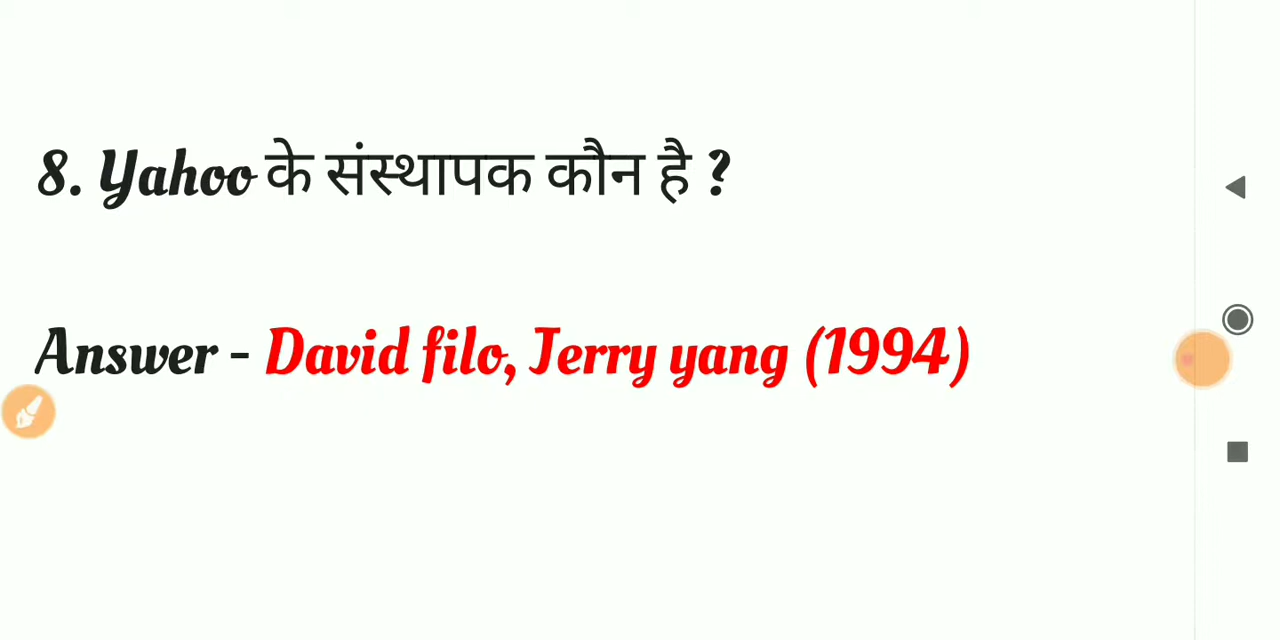 8. Yahoo के संस्थापक कौन है ?
Answer - David filo, Jerry yang (1994)